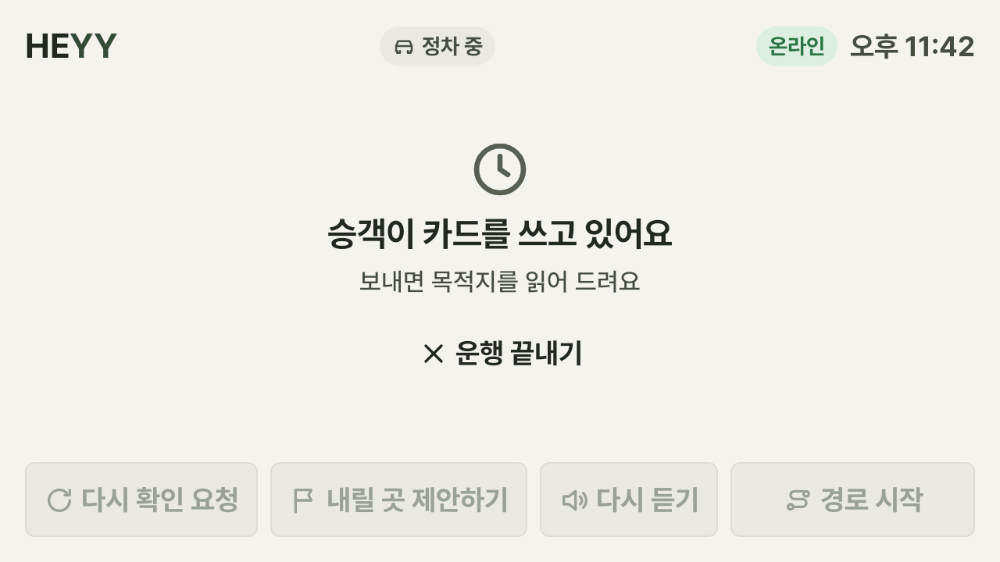 HEYY
정차 중
온라인
오후 11:42
승객이 카드를 쓰고 있어요
보내면 목적지를 읽어 드려요
운행 끝내기
다시 확인 요청
내릴 곳 제안하기
다시 듣기
경로 시작